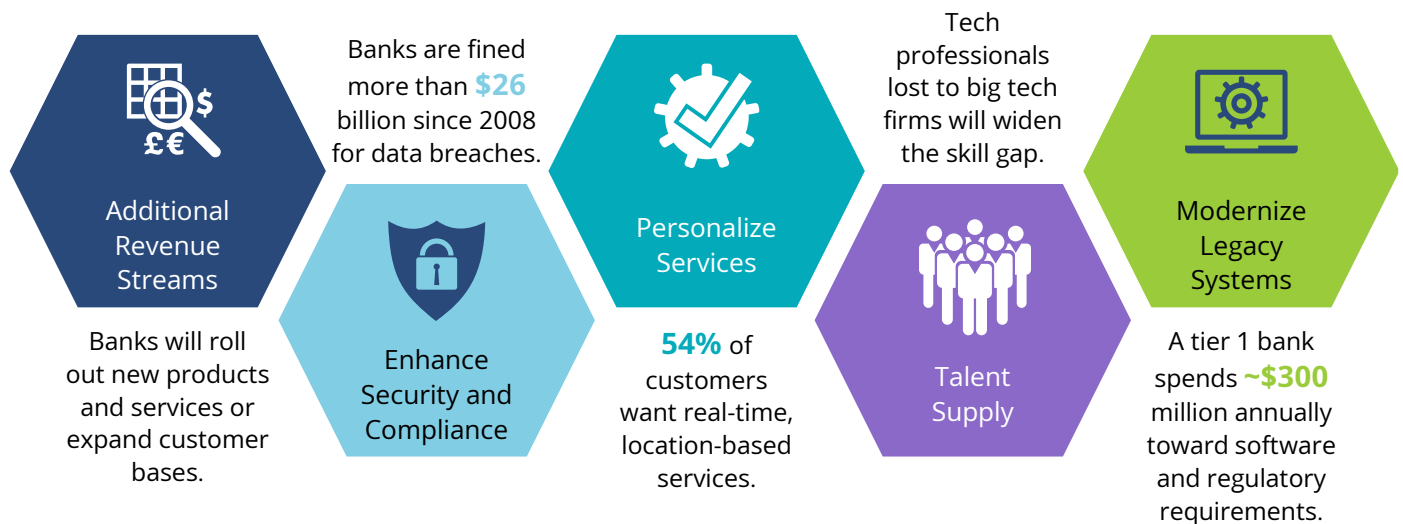 $
£€
Additional
Revenue
Streams
Banks will roll
out new products
and services or
expand customer
bases.
Banks are fined
more than $26
billion since 2008
for data breaches.
Enhance
Security and
Compliance
Personalize
Services
54% of
customers
want real-time,
location-based
services.
Tech
professionals
lost to big tech
firms will widen
the skill gap.
Talent
Supply
Modernize
Legacy
Systems
A tier 1 bank
spends ~$300
million annually
toward software
and regulatory
requirements.